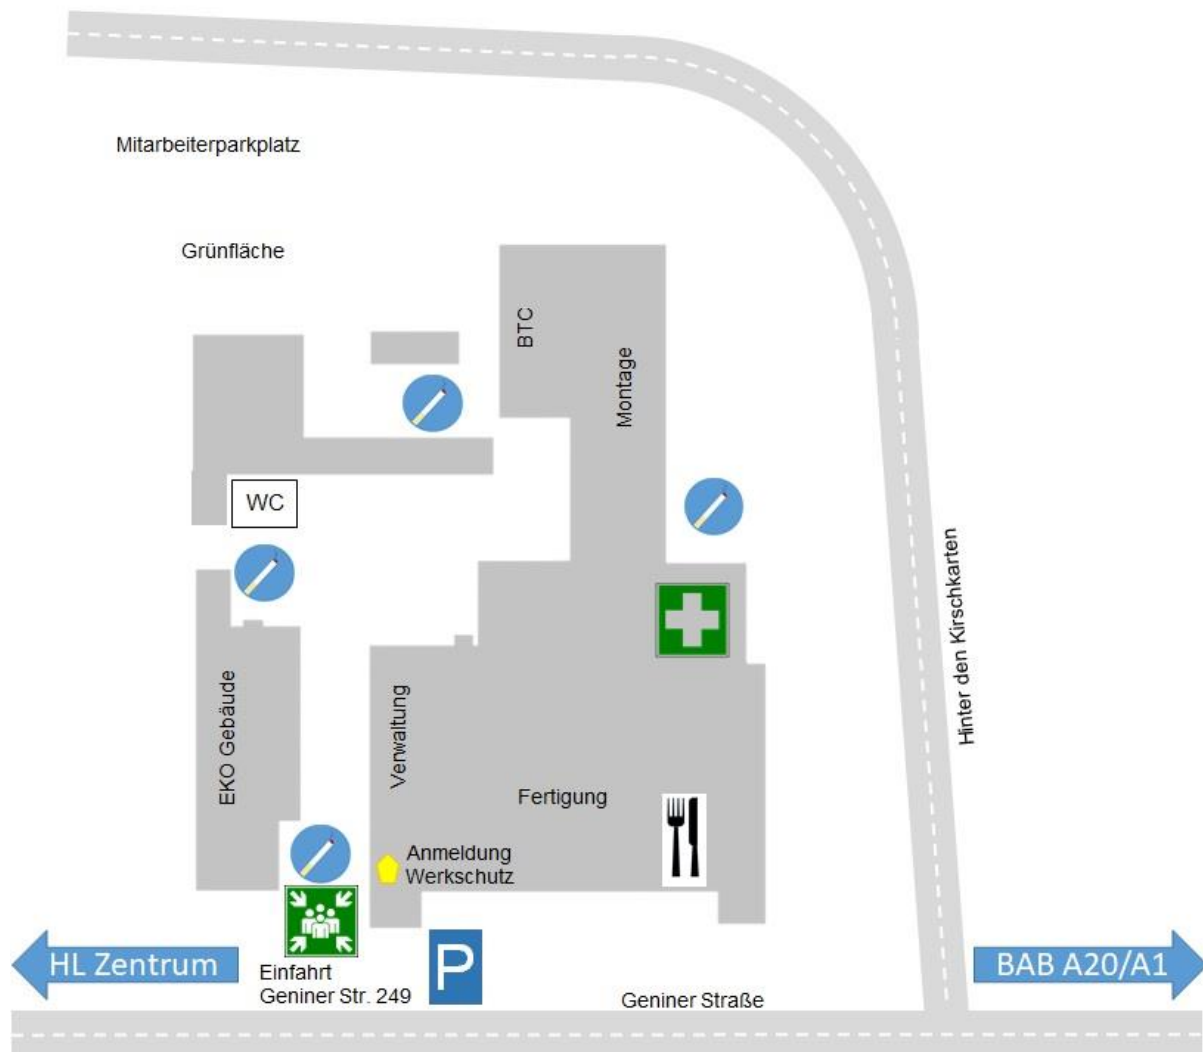 Mitarbeiterparkplatz
Grünfläche
BTC
Montage
WC
Hinter den Kirschkarten
EKO Gebäude
Verwaltung
Fertigung
Anmeldung
Werkschutz
HL Zentrum
Einfahrt
Geniner Str. 249
P
Geniner Straße
BAB A20/A1